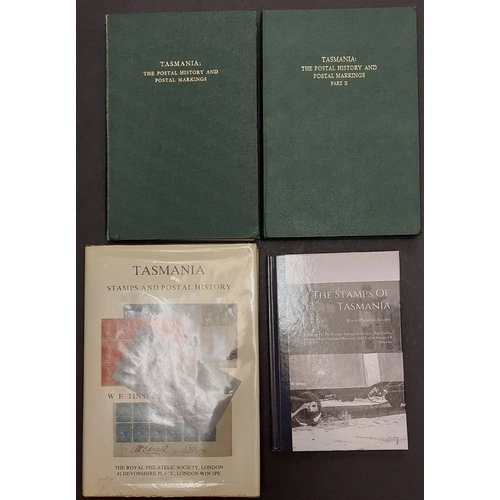 TASMANIA:
THE POSTAL HISTORY AND
POSTAL MARKINGS
TASMANIA:
THE POSTAL HISTORY AND
POSTAL MARKINGS
PART II
TASMANIA
STAMPS AND POSTAL HISTORY
W. E. TINS
THE ROYAL PHILATELIC SOCIETY, LONDON
41 DEVONSHIRE PLACE, LONDON W1N 1PE
THE STAMPS OF
TASMANIA
Royal Philatelic Society